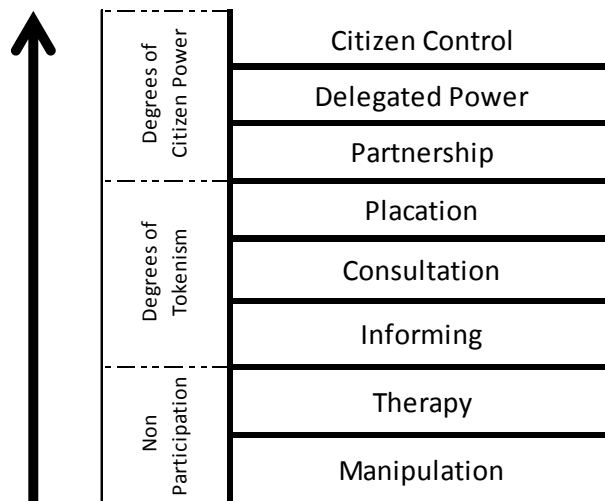 Degrees of
Citizen Power
Citizen Control
Delegated Power
Partnership
Degrees of
Tokenism
Placation
Consultation
Informing
Non
Participation
Therapy
Manipulation